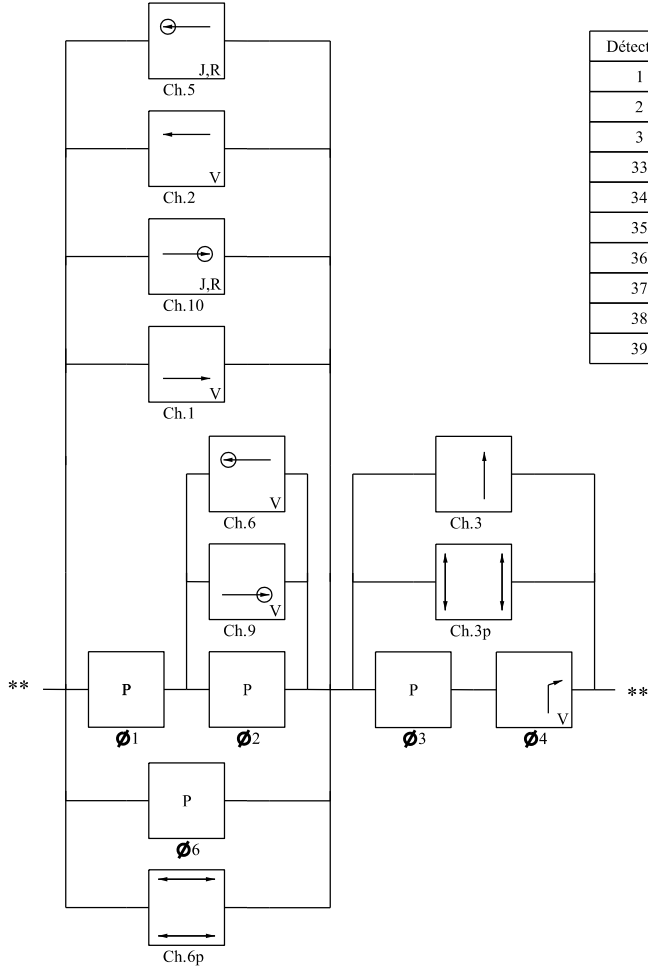 J,R
Ch.5
V
Ch.2
J,R
Ch.10
V
Ch.1
V
Ch.6
V
Ch.9
Ch.3
Ch.3p
** P P P V **
Ø1 Ø2 Ø3 Ø4
P
Ø6
Ch.6p
1
2
3
33
34
35
36
37
38
39